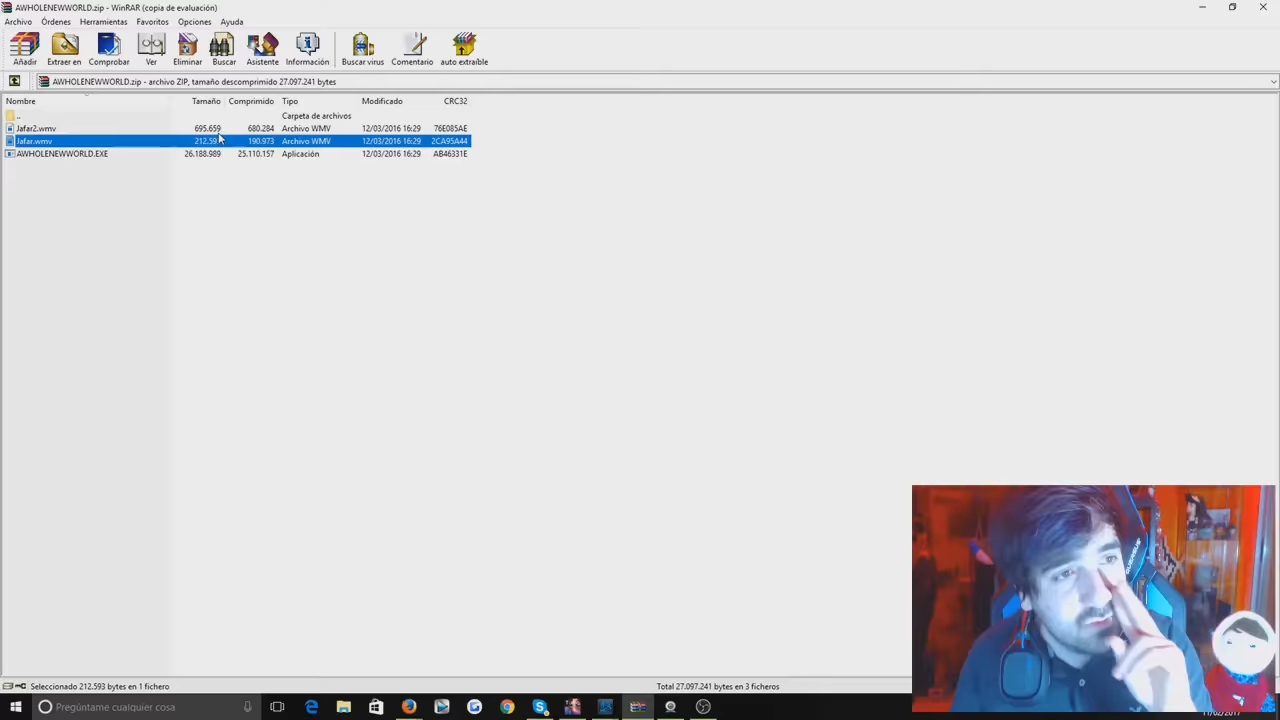 AWHOLENEWWORLD.zip - WinRAR (copia de evaluación)
Archivo Órdenes Herramientas Favoritos Opciones Ayuda
Añadir Extraer en Comprobar Ver Eliminar Buscar Asistente Información Buscar virus Comentario auto extraíble
AWHOLENEWWORLD.zip - archivo ZIP, tamaño descomprimido 27.097.241 bytes
Nombre Tamaño Comprimido Tipo Modificado CRC32
.. Carpeta de archivos
Jafar2.wmv 695.659 680.284 Archivo WMV 12/03/2016 16:29 76E085AE
Jafar.wmv 212.593 190.973 Archivo WMV 12/03/2016 16:29 2CA95A44
AWHOLENEWWORLD.EXE 26.188.989 25.110.157 Aplicación 12/03/2016 16:29 AB46331E
Seleccionado 212.593 bytes en 1 fichero Total 27.097.241 bytes en 3 ficheros
Pregúntame cualquier cosa